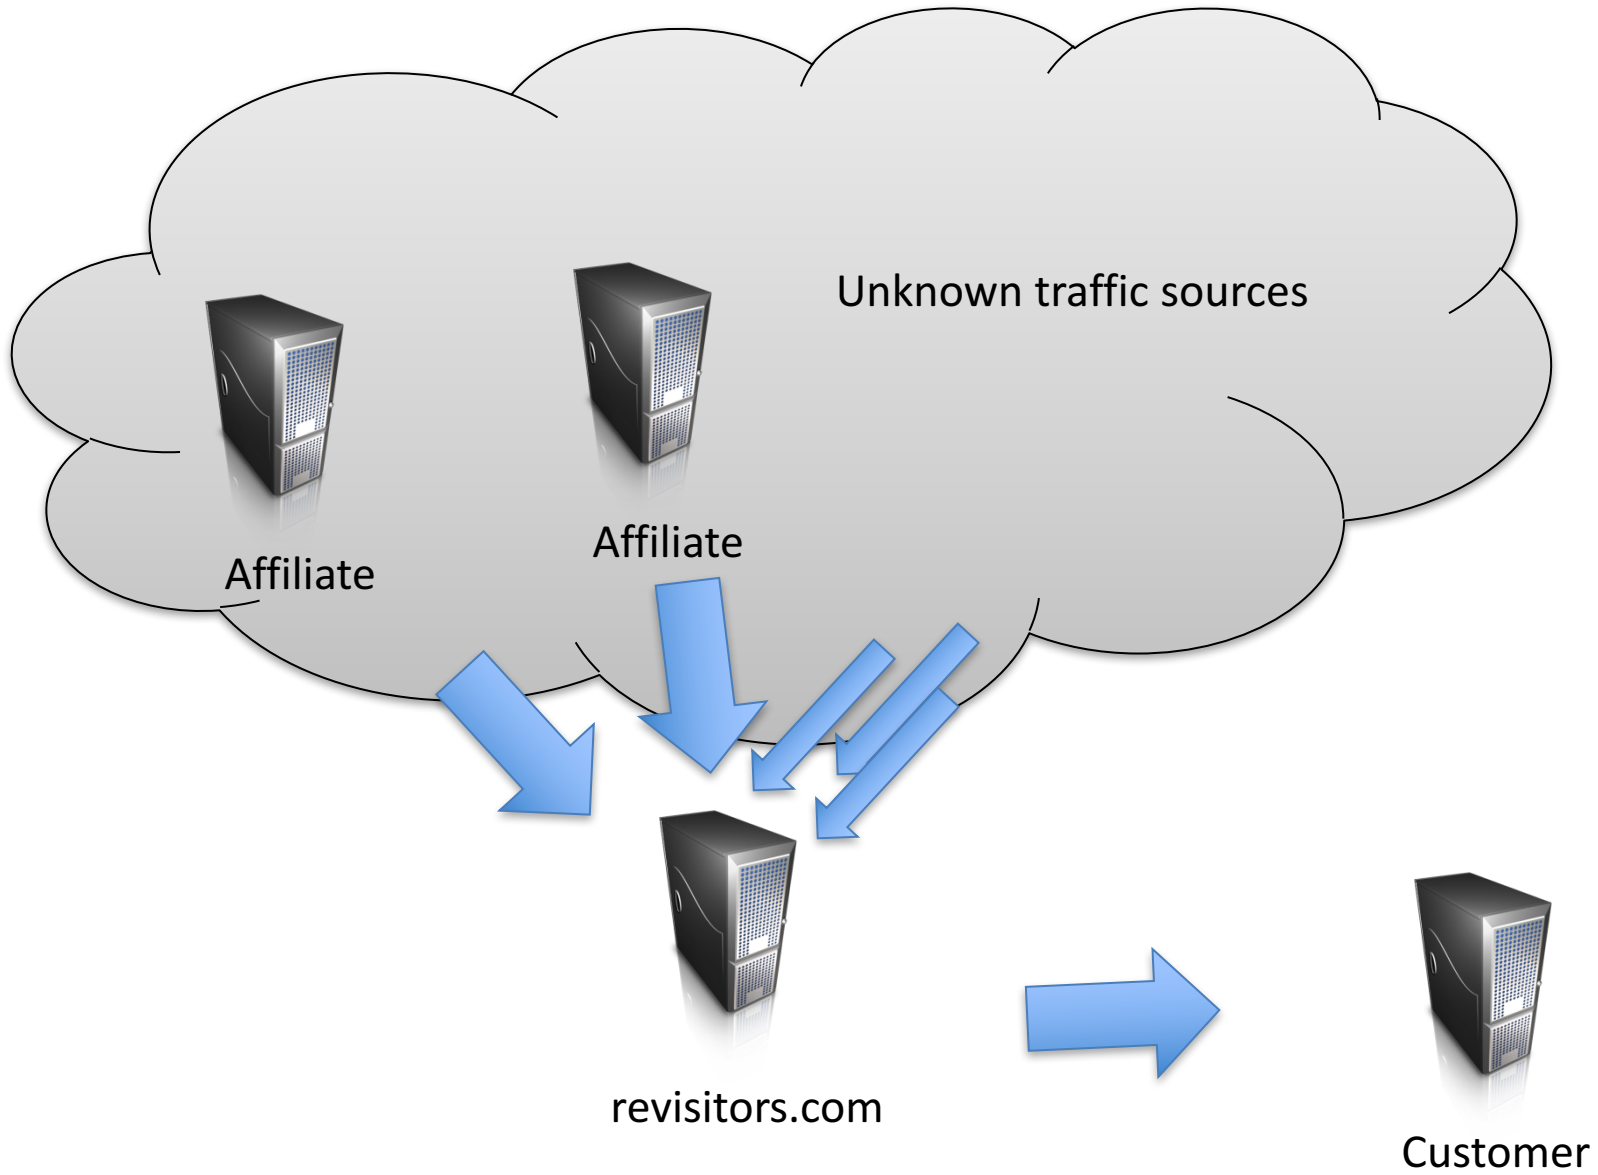 Unknown traffic sources
Affiliate
Affiliate
revisitors.com
Customer